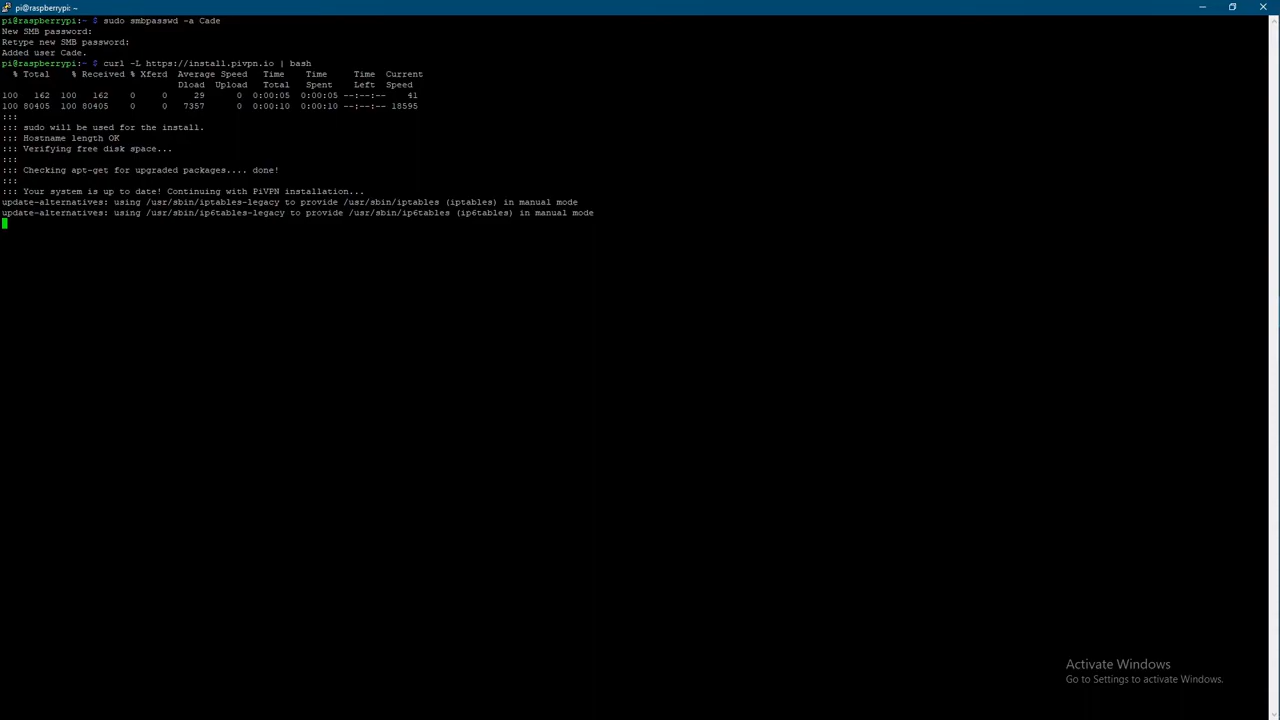 pi@raspberrypi: ~
pi@raspberrypi:~ $ sudo smbpasswd -a Cade
New SMB password:
Retype new SMB password:
Added user Cade.
pi@raspberrypi:~ $ curl -L https://install.pivpn.io | bash
% Total % Received % Xferd Average Speed Time Time Time Current
Dload Upload Total Spent Left Speed
100 162 100 162 0 0 29 0 0:00:05 0:00:05 --:--:-- 41
100 80405 100 80405 0 0 7357 0 0:00:10 0:00:10 --:--:-- 18595
:::
::: sudo will be used for the install.
::: Hostname length OK
::: Verifying free disk space...
:::
::: Checking apt-get for upgraded packages.... done!
:::
::: Your system is up to date! Continuing with PiVPN installation...
update-alternatives: using /usr/sbin/iptables-legacy to provide /usr/sbin/iptables (iptables) in manual mode
update-alternatives: using /usr/sbin/ip6tables-legacy to provide /usr/sbin/ip6tables (ip6tables) in manual mode
Activate Windows
Go to Settings to activate Windows.